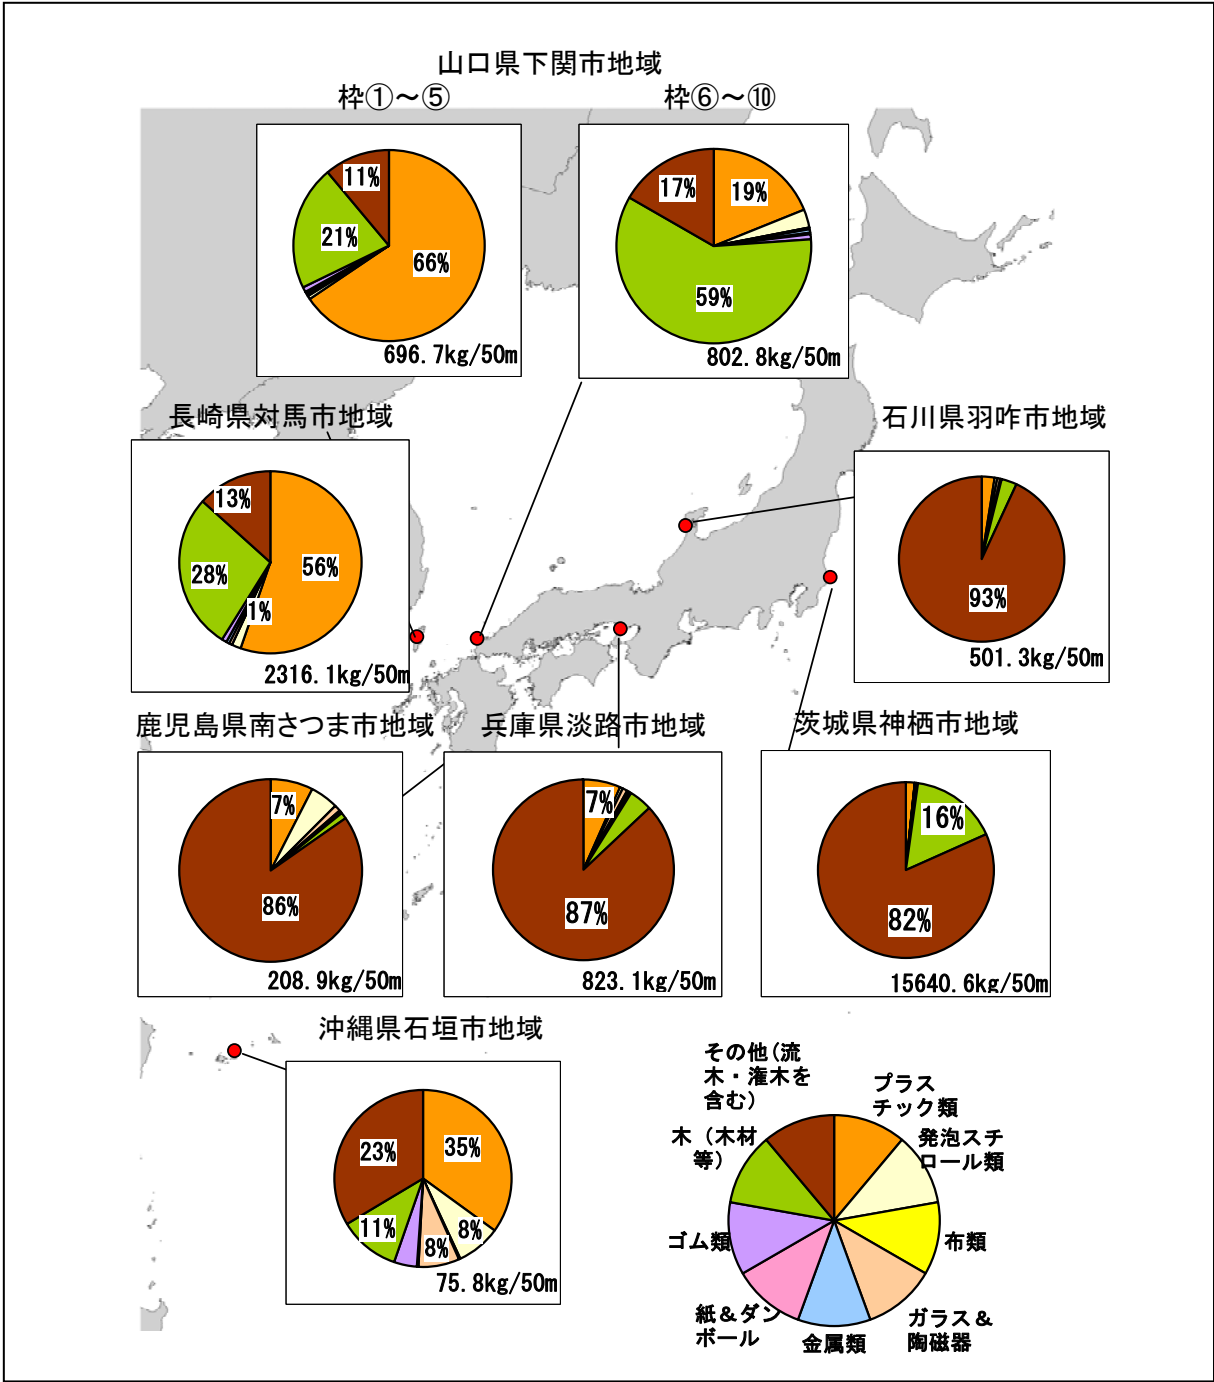 山口県下関市地域
枠①～⑤
枠⑥～⑩
11%
21%
66%
696.7kg/50m
17%
19%
59%
802.8kg/50m
長崎県対馬市地域
13%
28%
56%
1%
2316.1kg/50m
石川県羽咋市地域
93%
501.3kg/50m
鹿児島県南さつま市地域
7%
86%
208.9kg/50m
兵庫県淡路市地域
7%
87%
823.1kg/50m
茨城県神栖市地域
16%
82%
15640.6kg/50m
沖縄県石垣市地域
23%
35%
11%
8%
8%
75.8kg/50m
その他(流
木・潅木を
含む)
プラス
チック類
木（木材
等）
発泡スチ
ロール類
ゴム類
布類
紙＆ダン
ボール
金属類
ガラス＆
陶磁器